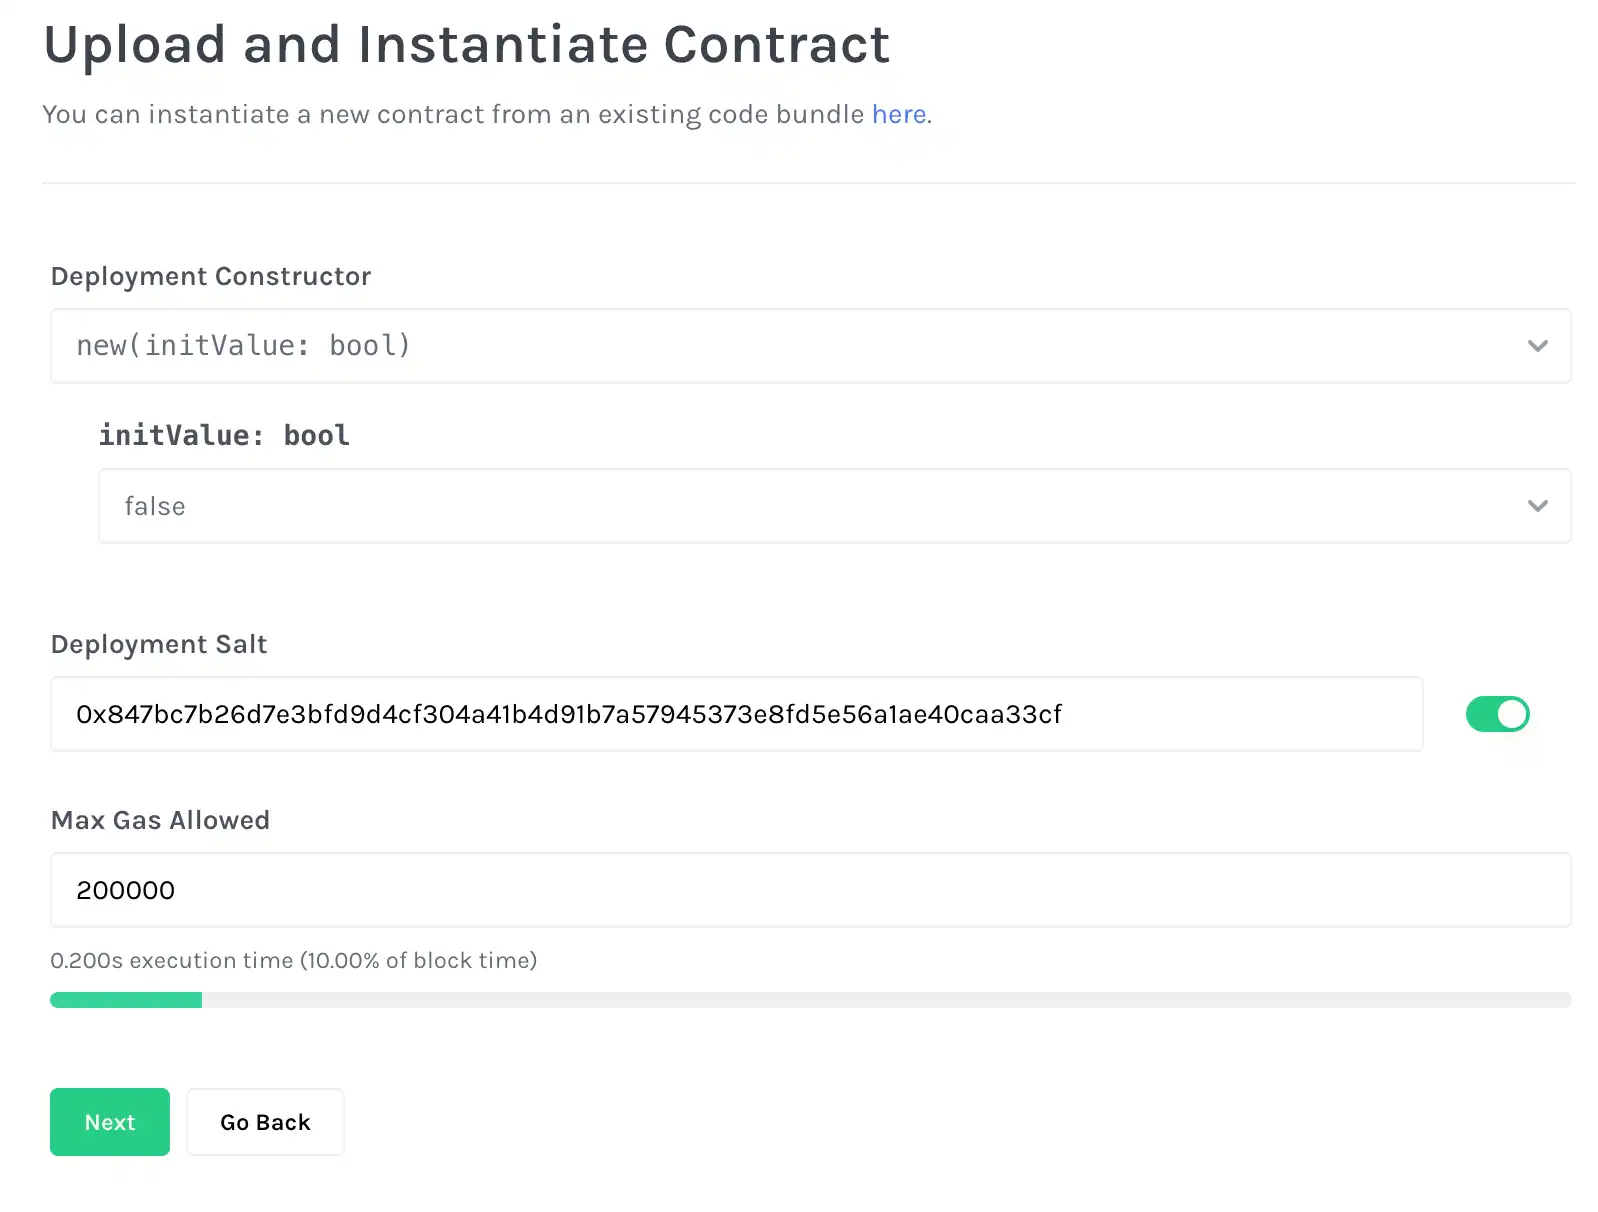 Upload and Instantiate Contract
You can instantiate a new contract from an existing code bundle here.
Deployment Constructor
new(initValue: bool)
initValue: bool
false
Deployment Salt
0x847bc7b26d7e3bfd9d4cf304a41b4d91b7a57945373e8fd5e56a1ae40caa33cf
Max Gas Allowed
200000
0.200s execution time (10.00% of block time)
Next
Go Back